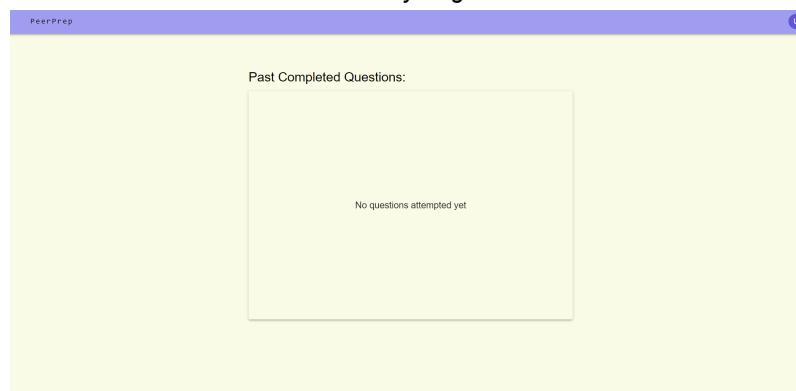 PeerPrep
Past Completed Questions:
No questions attempted yet